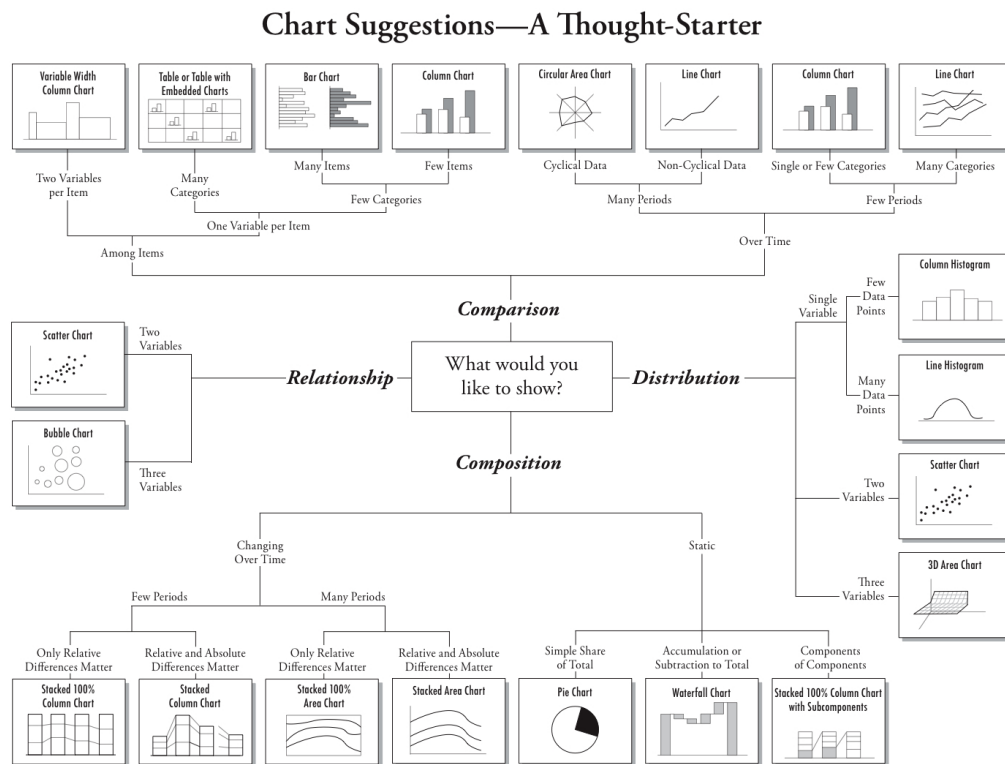 Chart Suggestions—A Thought-Starter
Variable Width
Column Chart
Table or Table with
Embedded Charts
Bar Chart
Column Chart
Circular Area Chart
Line Chart
Column Chart
Line Chart
Two Variables
per Item
Many
Categories
Many Items
Few Items
Cyclical Data
Non-Cyclical Data
Single or Few Categories
Many Categories
Few Categories
Many Periods
Few Periods
One Variable per Item
Among Items
Over Time
Comparison
What would you
like to show?
Relationship
Two
Variables
Scatter Chart
Three
Variables
Bubble Chart
Distribution
Single
Variable
Few
Data
Points
Column Histogram
Many
Data
Points
Line Histogram
Two
Variables
Scatter Chart
Three
Variables
3D Area Chart
Composition
Changing
Over Time
Static
Few Periods
Many Periods
Only Relative
Differences Matter
Relative and Absolute
Differences Matter
Only Relative
Differences Matter
Relative and Absolute
Differences Matter
Simple Share
of Total
Accumulation or
Subtraction to Total
Components
of Components
Stacked 100%
Column Chart
Stacked
Column Chart
Stacked 100%
Area Chart
Stacked Area Chart
Pie Chart
Waterfall Chart
Stacked 100% Column Chart
with Subcomponents